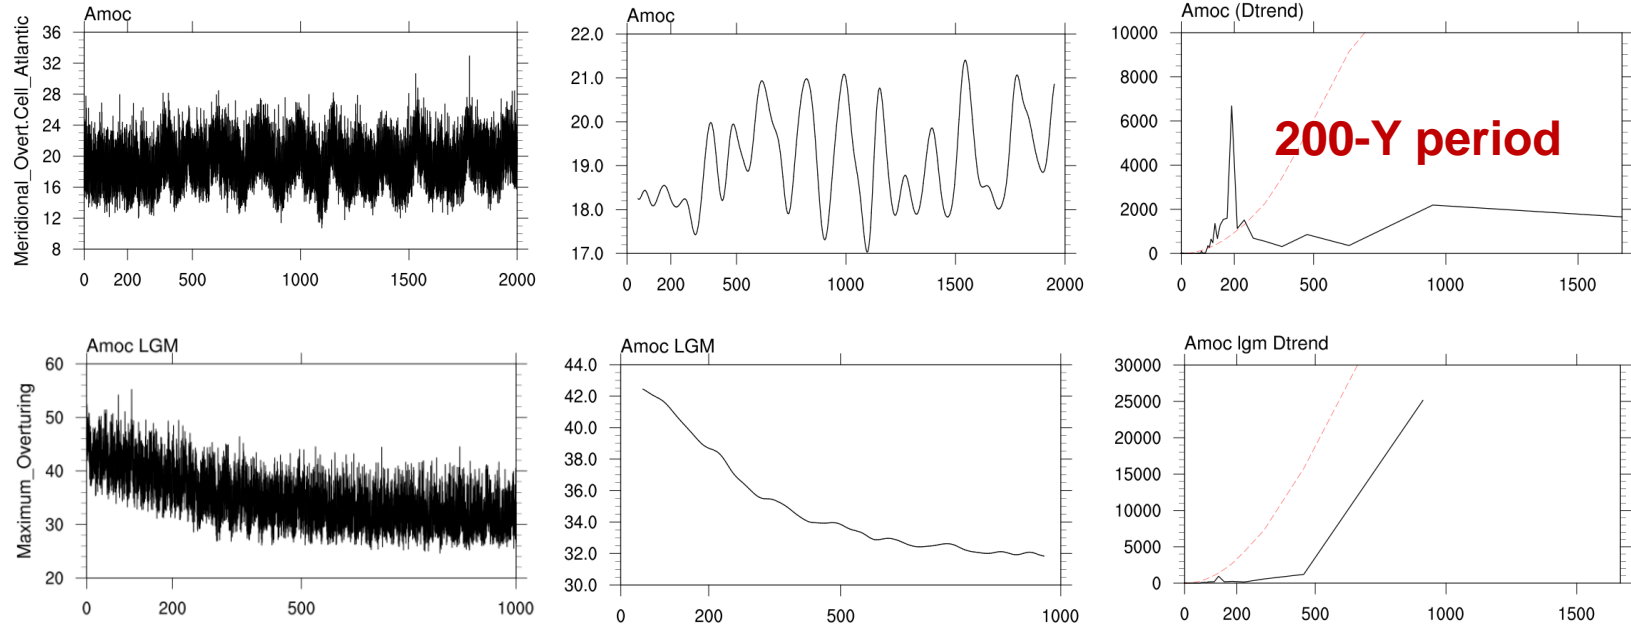 Amoc
Meridional_Overt.Cell_Atlantic
36
32
28
24
20
16
12
8
0 200 500 1000 1500 2000
Amoc
22.0
21.0
20.0
19.0
18.0
17.0
0 200 500 1000 1500 2000
Amoc (Dtrend)
10000
8000
6000
4000
2000
0
200-Y period
0 200 500 1000 1500
Amoc LGM
Maximum_Overturing
60
50
40
30
20
0 200 500 1000
Amoc LGM
44.0
42.0
40.0
38.0
36.0
34.0
32.0
30.0
0 200 500 1000
Amoc lgm Dtrend
30000
25000
20000
15000
10000
5000
0
0 200 500 1000 1500